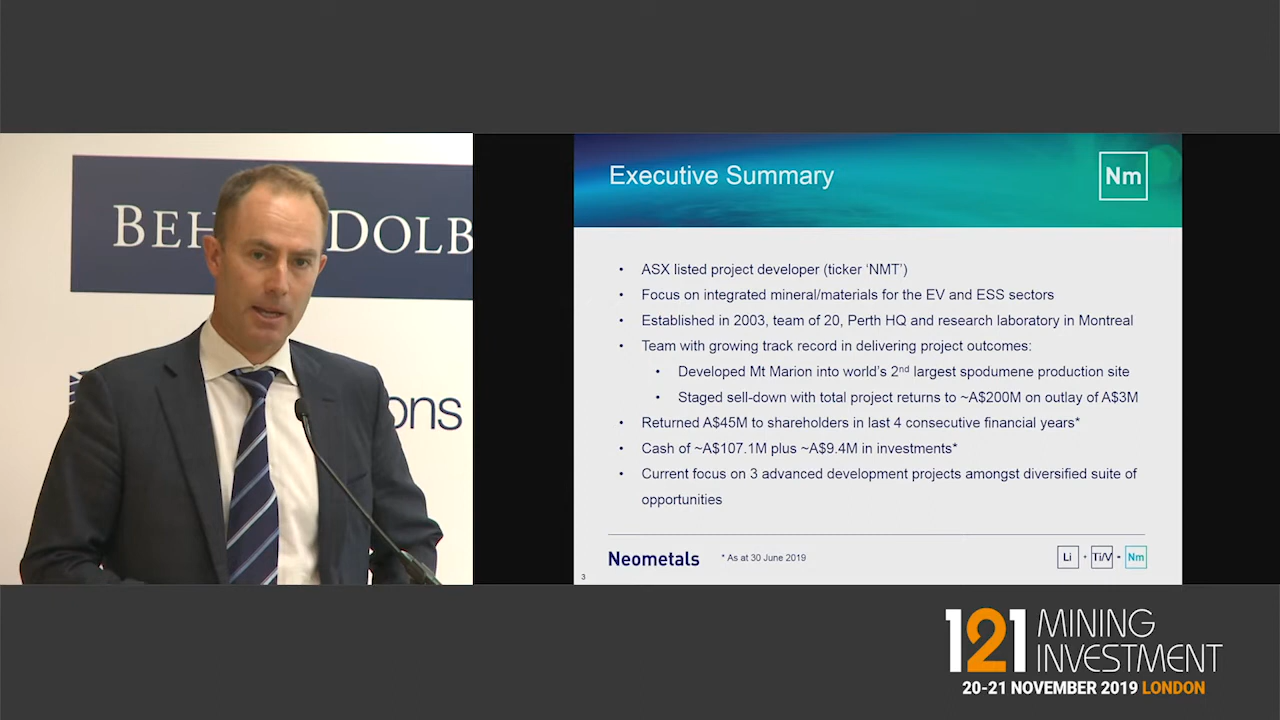 BEH
DOLB
ons
Executive Summary
Nm
• ASX listed project developer (ticker ‘NMT’)
• Focus on integrated mineral/materials for the EV and ESS sectors
• Established in 2003, team of 20, Perth HQ and research laboratory in Montreal
• Team with growing track record in delivering project outcomes:
• Developed Mt Marion into world’s 2nd largest spodumene production site
• Staged sell-down with total project returns to ~A$200M on outlay of A$3M
• Returned A$45M to shareholders in last 4 consecutive financial years*
• Cash of ~A$107.1M plus ~A$9.4M in investments*
• Current focus on 3 advanced development projects amongst diversified suite of
opportunities
Neometals
* As at 30 June 2019
Li + Ti/V = Nm
3
121 MINING
INVESTMENT
20-21 NOVEMBER 2019 LONDON